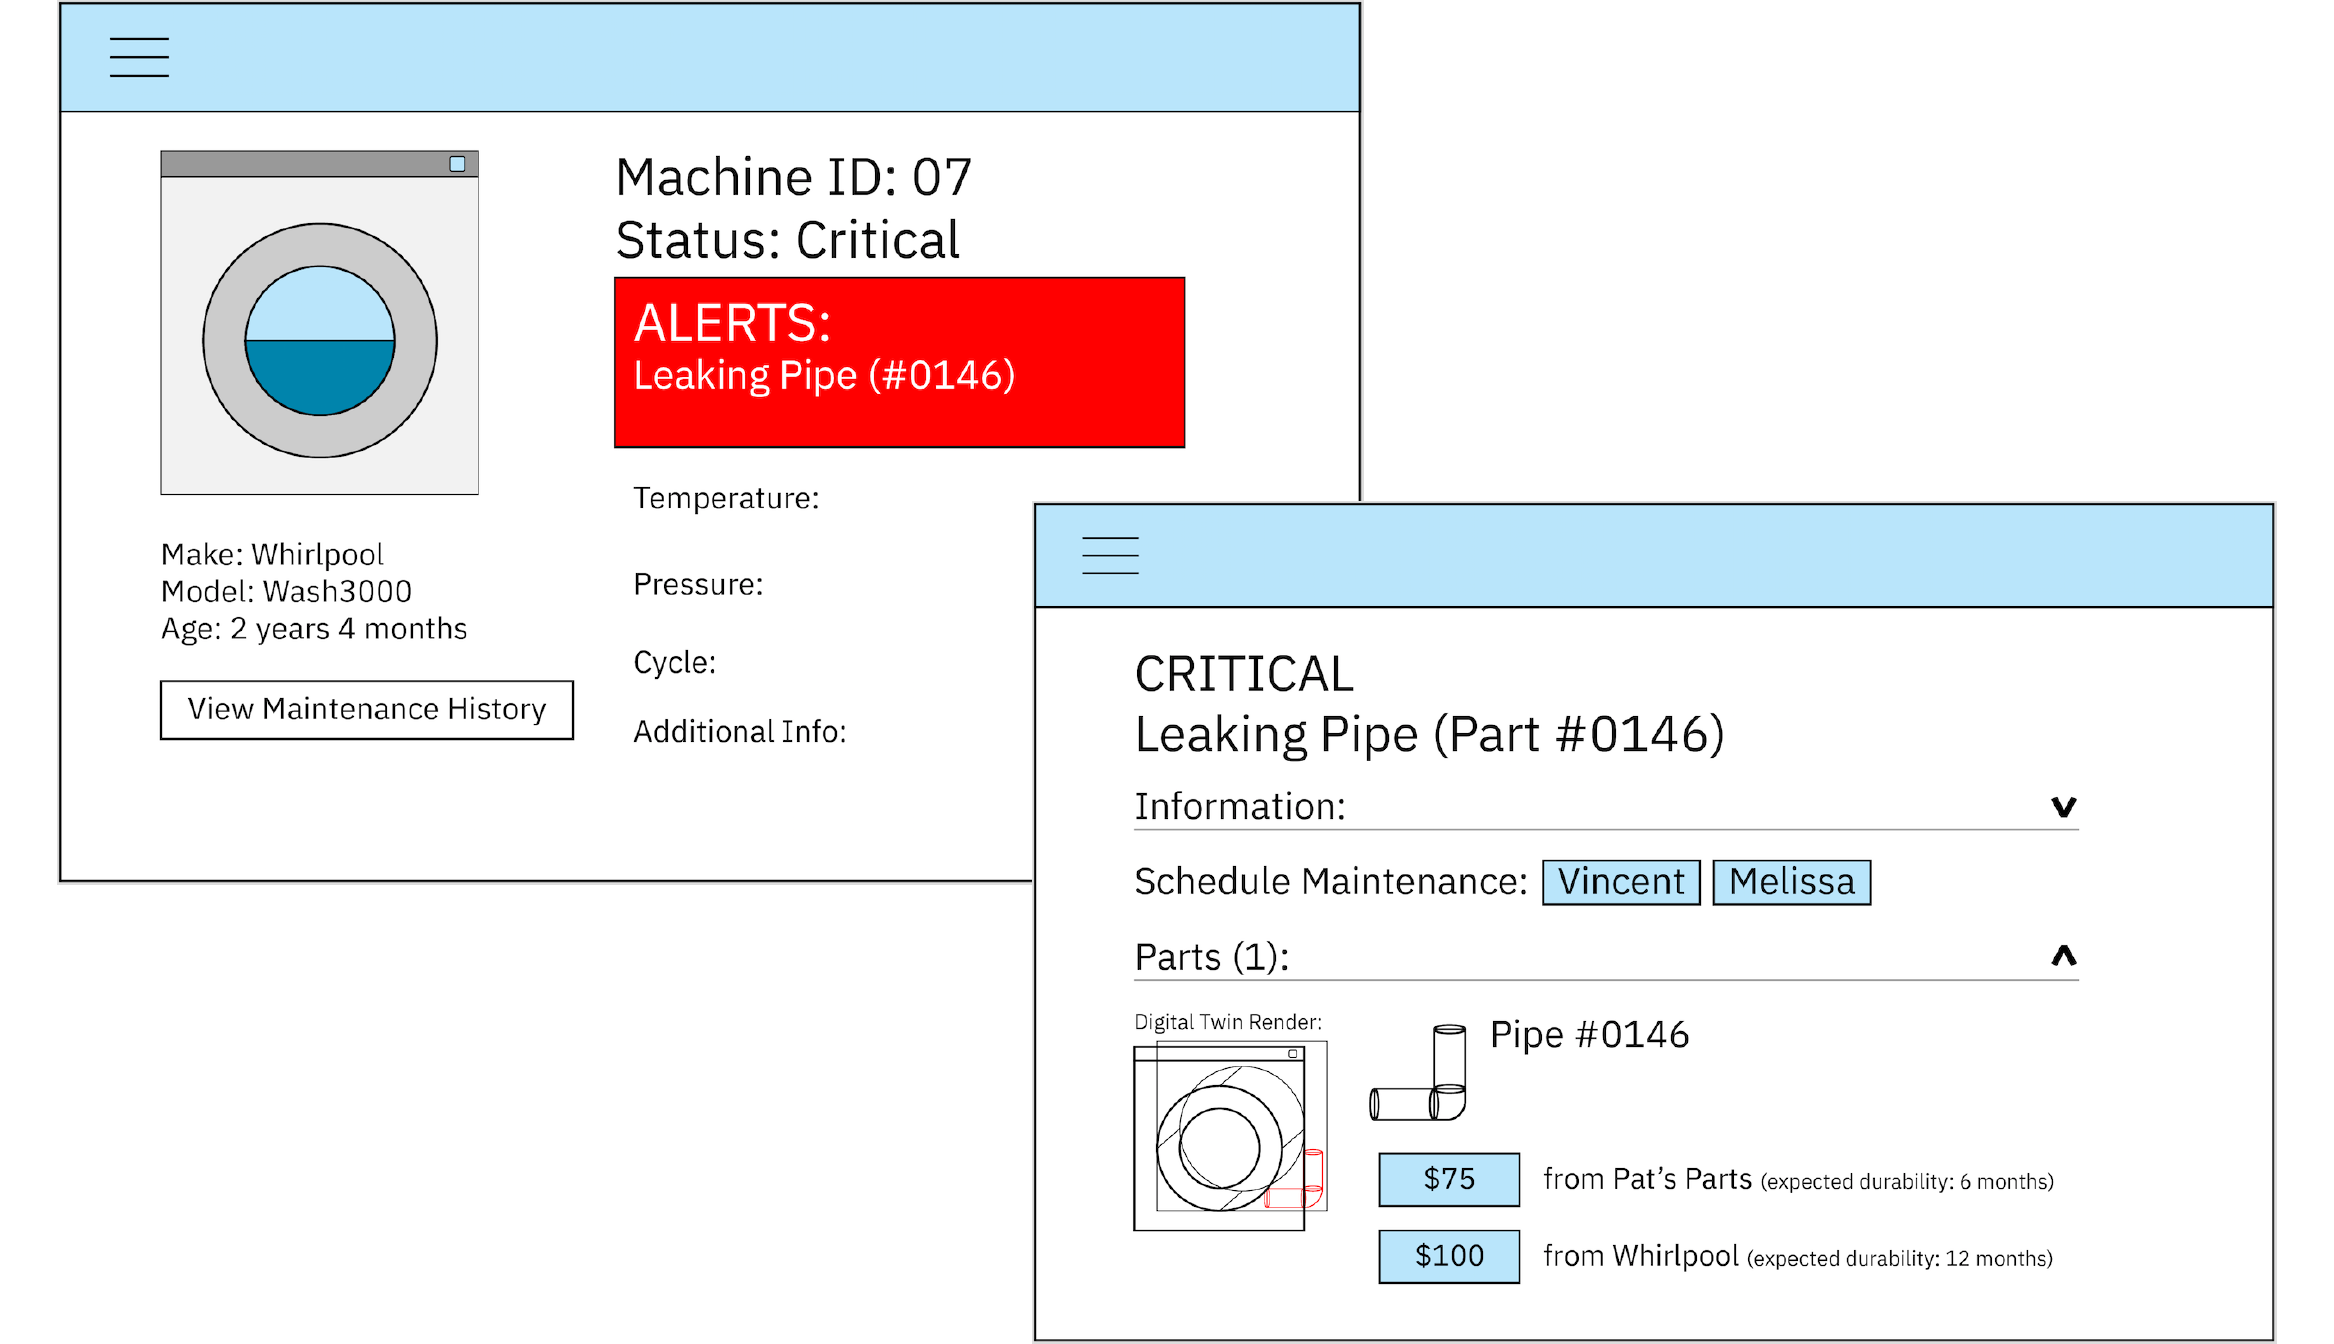 Machine ID: 07
Status: Critical
ALERTS:
Leaking Pipe (#0146)
Make: Whirlpool
Model: Wash3000
Age: 2 years 4 months
View Maintenance History
Temperature:
Pressure:
Cycle:
Additional Info:
CRITICAL
Leaking Pipe (Part #0146)
Information:
Schedule Maintenance: Vincent Melissa
Parts (1):
Digital Twin Render:
Pipe #0146
$75 from Pat's Parts (expected durability: 6 months)
$100 from Whirlpool (expected durability: 12 months)